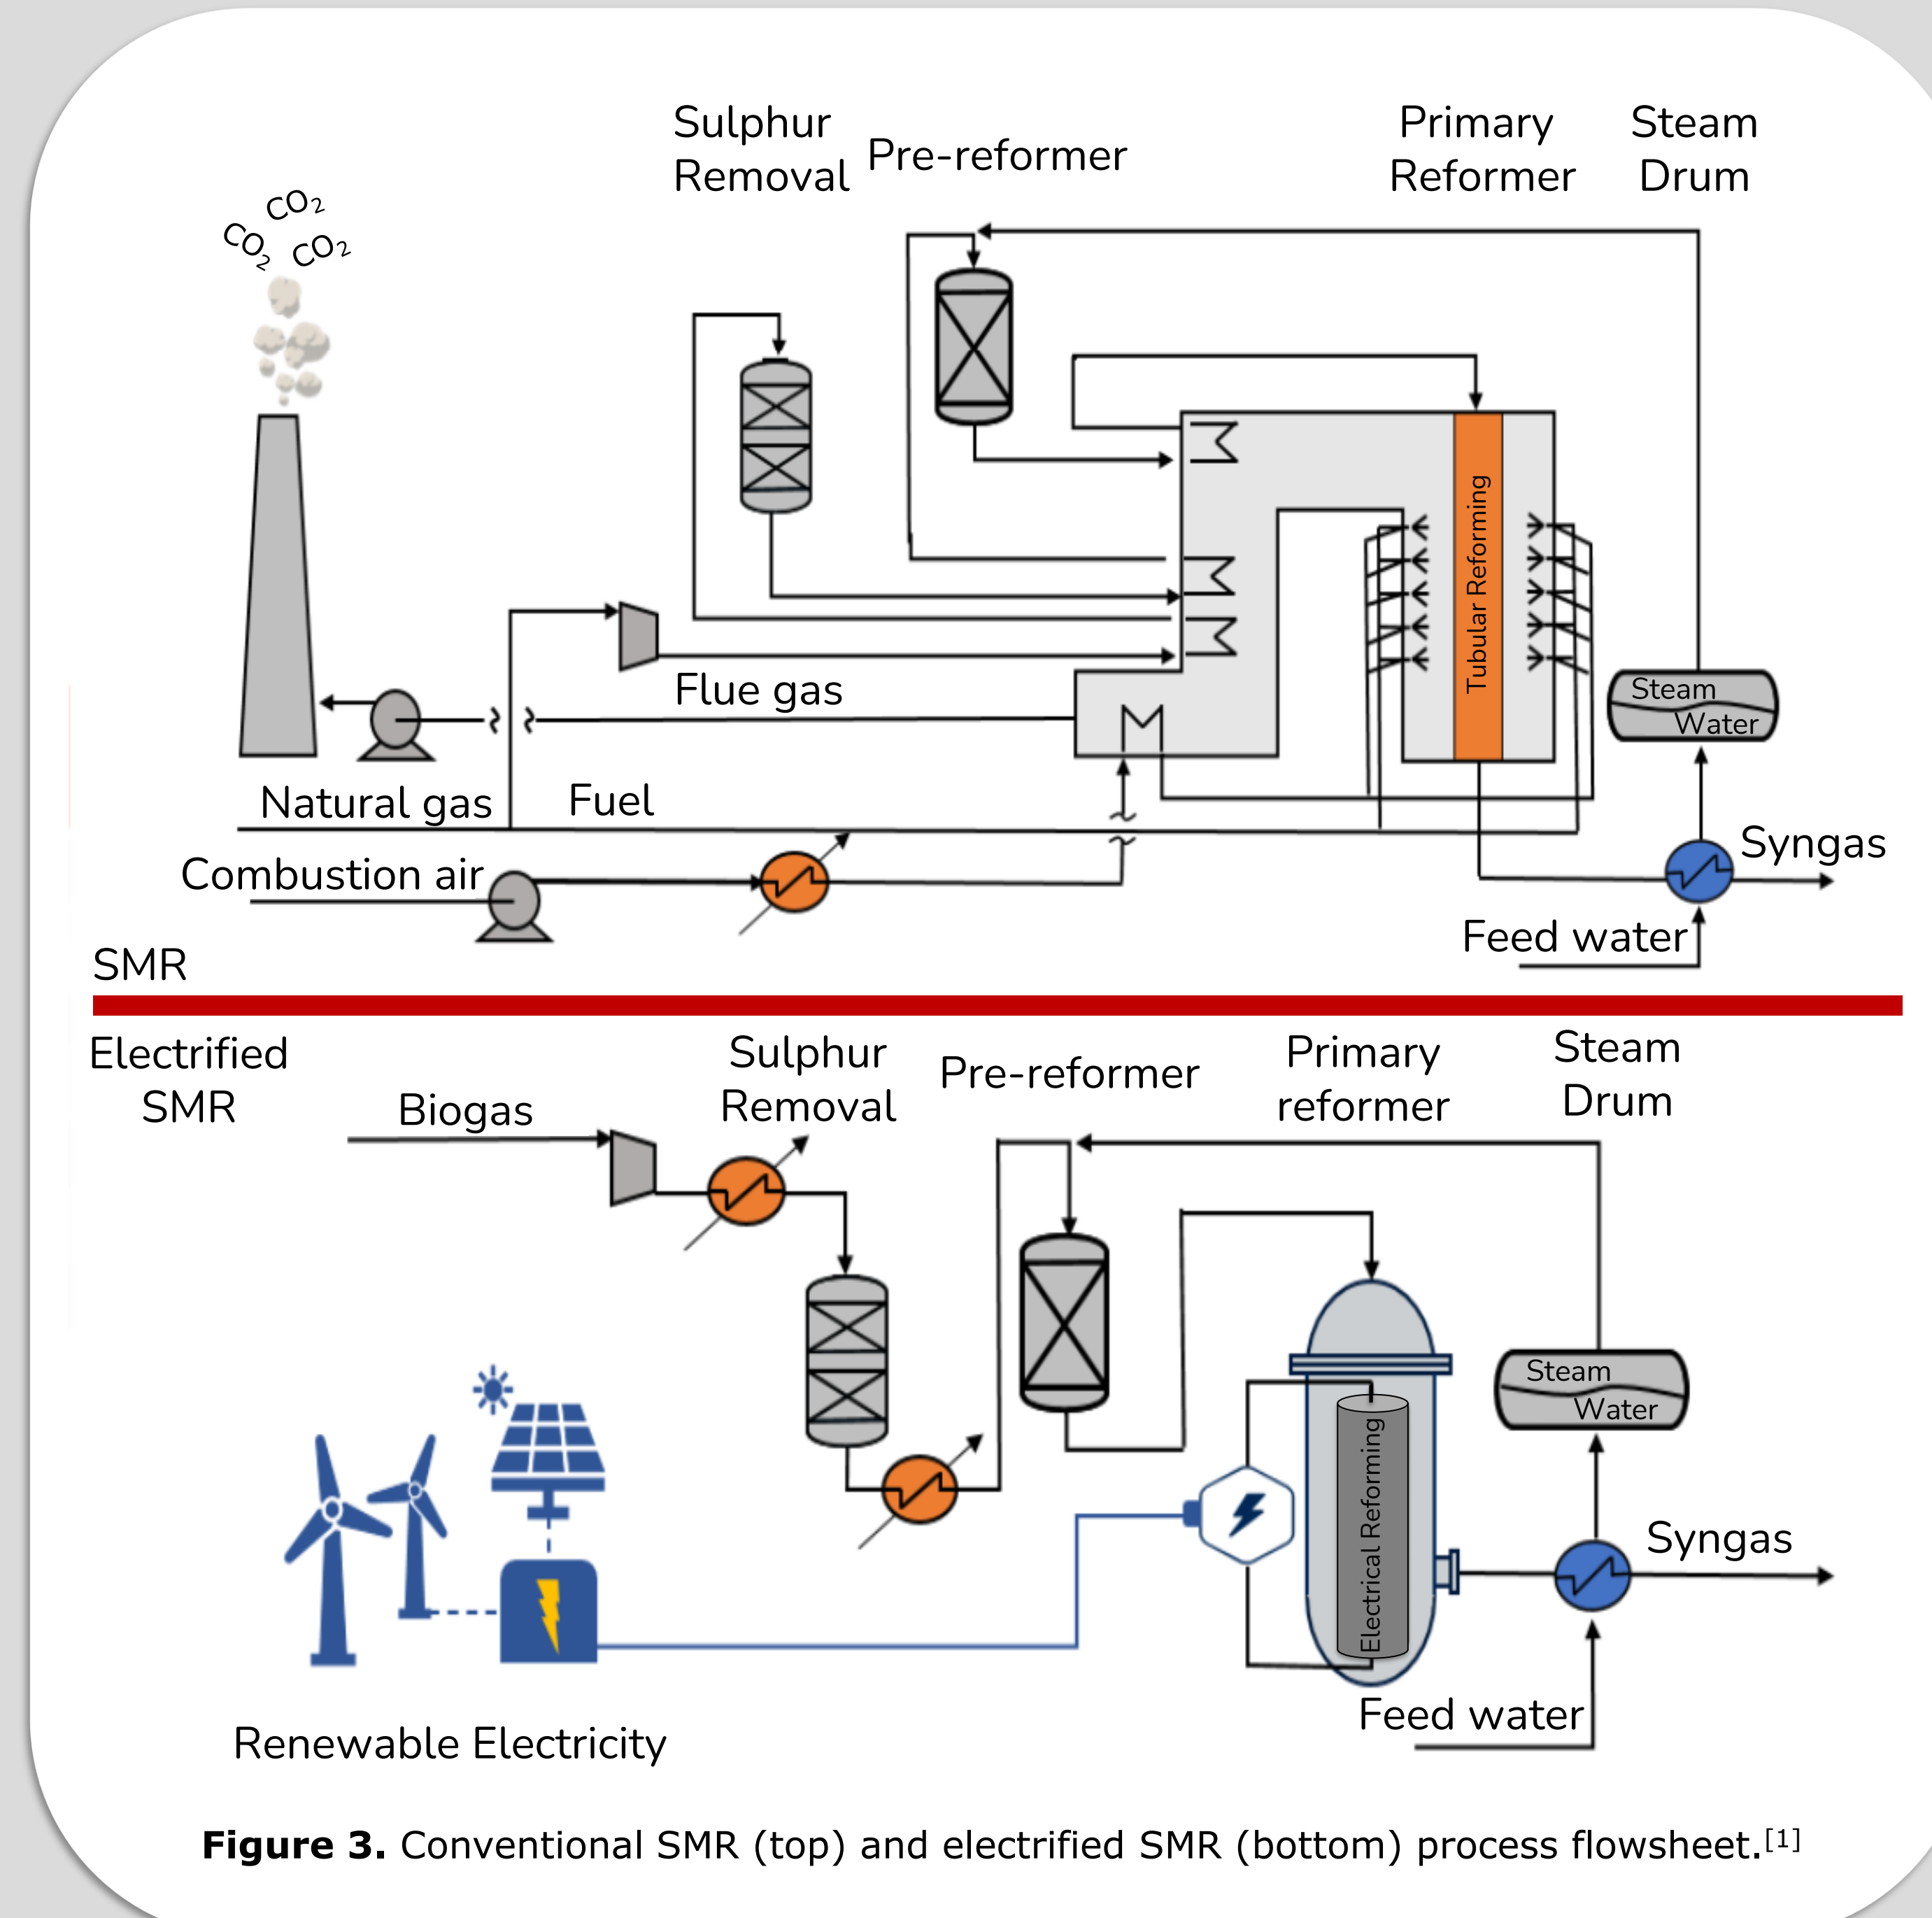 Sulphur
Removal
Pre-reformer
Primary
Reformer
Steam
Drum
CO2
CO2
CO2
Tubular Reforming
Steam
Water
Flue gas
Natural gas
Fuel
Combustion air
Syngas
Feed water
SMR
Electrified
SMR
Biogas
Sulphur
Removal
Pre-reformer
Primary
reformer
Steam
Drum
Steam
Water
Electrical Reforming
Syngas
Feed water
Renewable Electricity
Figure 3. Conventional SMR (top) and electrified SMR (bottom) process flowsheet.[1]